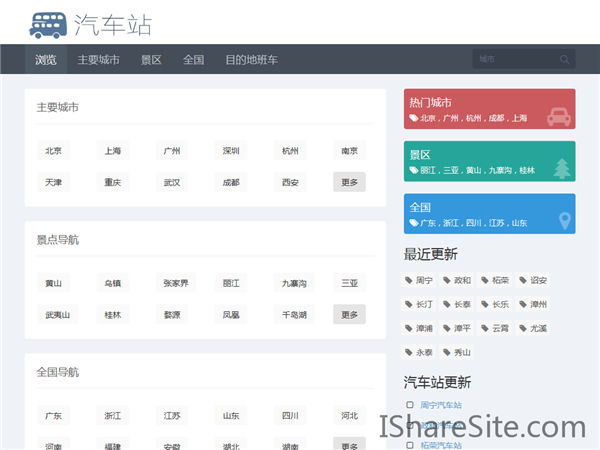 汽车站
浏览 主要城市 景区 全国 目的地班车 城市
主要城市
北京 上海 广州 深圳 杭州 南京
天津 重庆 武汉 成都 西安 更多
景点导航
黄山 乌镇 张家界 丽江 九寨沟 三亚
武夷山 桂林 婺源 凤凰 千岛湖 更多
全国导航
广东 浙江 江苏 山东 四川 河北
河南 福建 安徽 湖北 湖南 更多
热门城市
北京，广州，杭州，成都，上海
景区
丽江，三亚，黄山，九寨沟，桂林
全国
广东，浙江，四川，江苏，山东
最近更新
周宁 政和 柘荣 诏安
长汀 长泰 长乐 漳州
漳浦 漳平 云霄 尤溪
永泰 秀山
汽车站更新
周宁汽车站
政和汽车站
柘荣汽车站
IShareSite.com